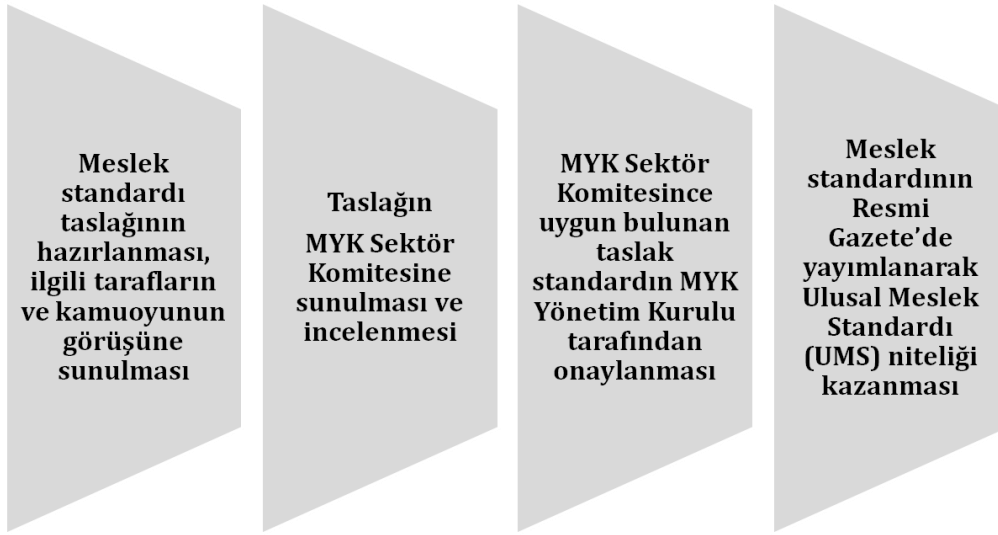 Meslek
standardı
taslağının
hazırlanması,
ilgili tarafların
ve kamuoyunun
görüşüne
sunulması
Taslağın
MYK Sektör
Komitesine
sunulması ve
incelenmesi
MYK Sektör
Komitesince
uygun bulunan
taslak
standardın MYK
Yönetim Kurulu
tarafından
onaylanması
Meslek
standardının
Resmi
Gazete’de
yayımlanarak
Ulusal Meslek
Standardı
(UMS) niteliği
kazanması